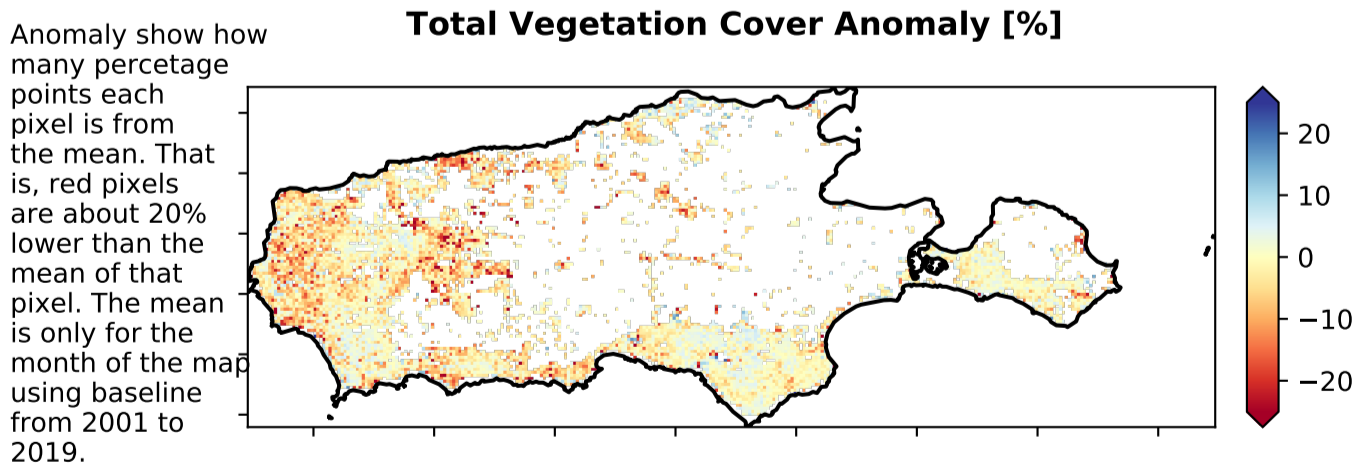 Total Vegetation Cover Anomaly [%]
Anomaly show how
many percetage
points each
pixel is from
the mean. That
is, red pixels
are about 20%
lower than the
mean of that
pixel. The mean
is only for the
month of the map
using baseline
from 2001 to
2019.
20
10
0
−10
−20